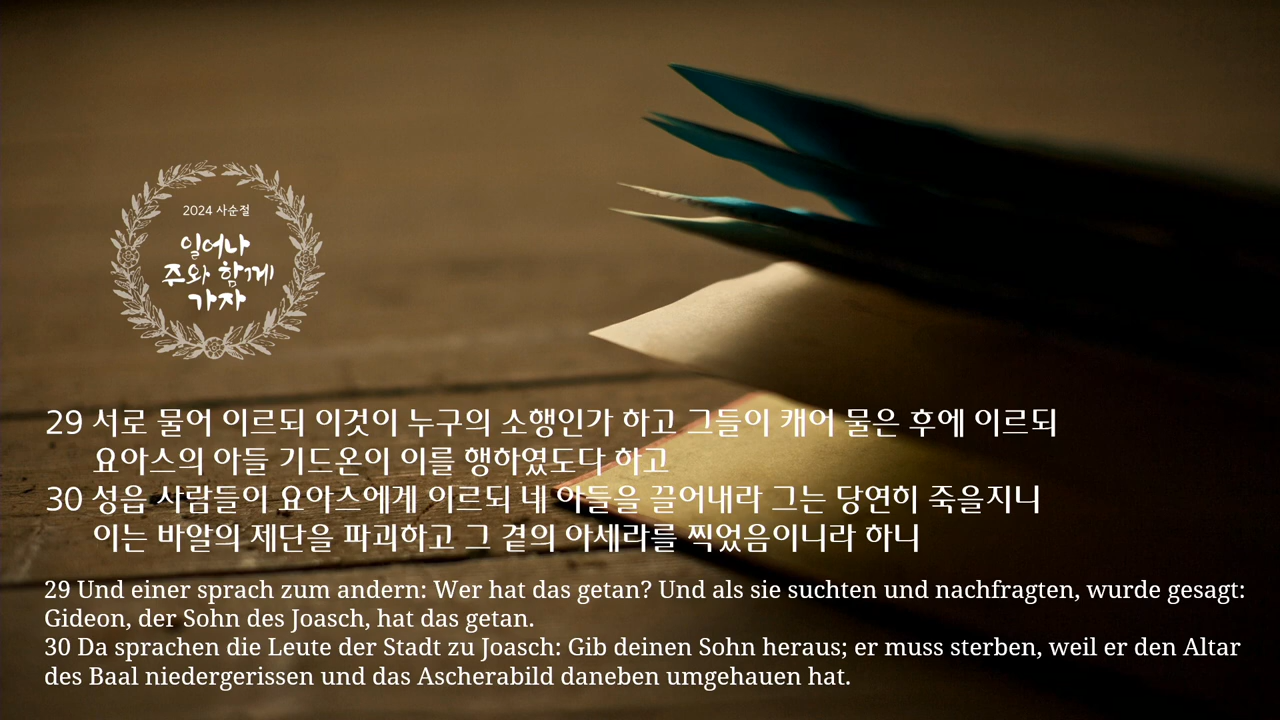 2024 사순절
일어나
주와 함께
가자
29 서로 물어 이르되 이것이 누구의 소행인가 하고 그들이 캐어 물은 후에 이르되
요아스의 아들 기드온이 이를 행하였도다 하고
30 성읍 사람들이 요아스에게 이르되 네 아들을 끌어내라 그는 당연히 죽을지니
이는 바알의 제단을 파괴하고 그 곁의 아세라를 찍었음이니라 하니
29 Und einer sprach zum andern: Wer hat das getan? Und als sie suchten und nachfragten, wurde gesagt:
Gideon, der Sohn des Joasch, hat das getan.
30 Da sprachen die Leute der Stadt zu Joasch: Gib deinen Sohn heraus; er muss sterben, weil er den Altar
des Baal niedergerissen und das Ascherabild daneben umgehauen hat.